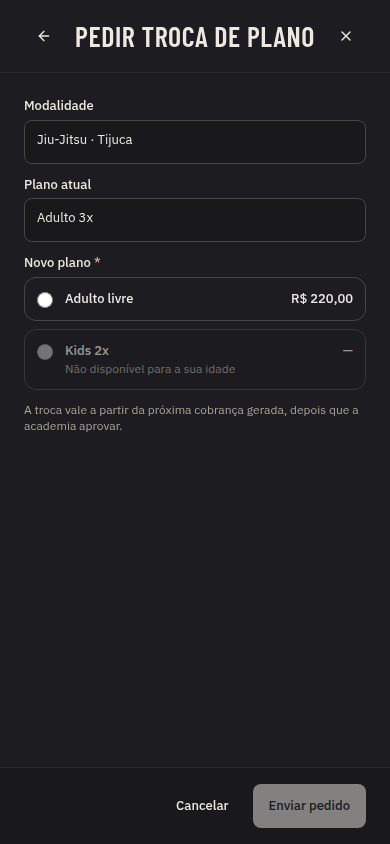 PEDIR TROCA DE PLANO
Modalidade
Jiu-Jitsu · Tijuca
Plano atual
Adulto 3x
Novo plano *
Adulto livre R$ 220,00
Kids 2x —
Não disponível para a sua idade
A troca vale a partir da próxima cobrança gerada, depois que a
academia aprovar.
Cancelar Enviar pedido